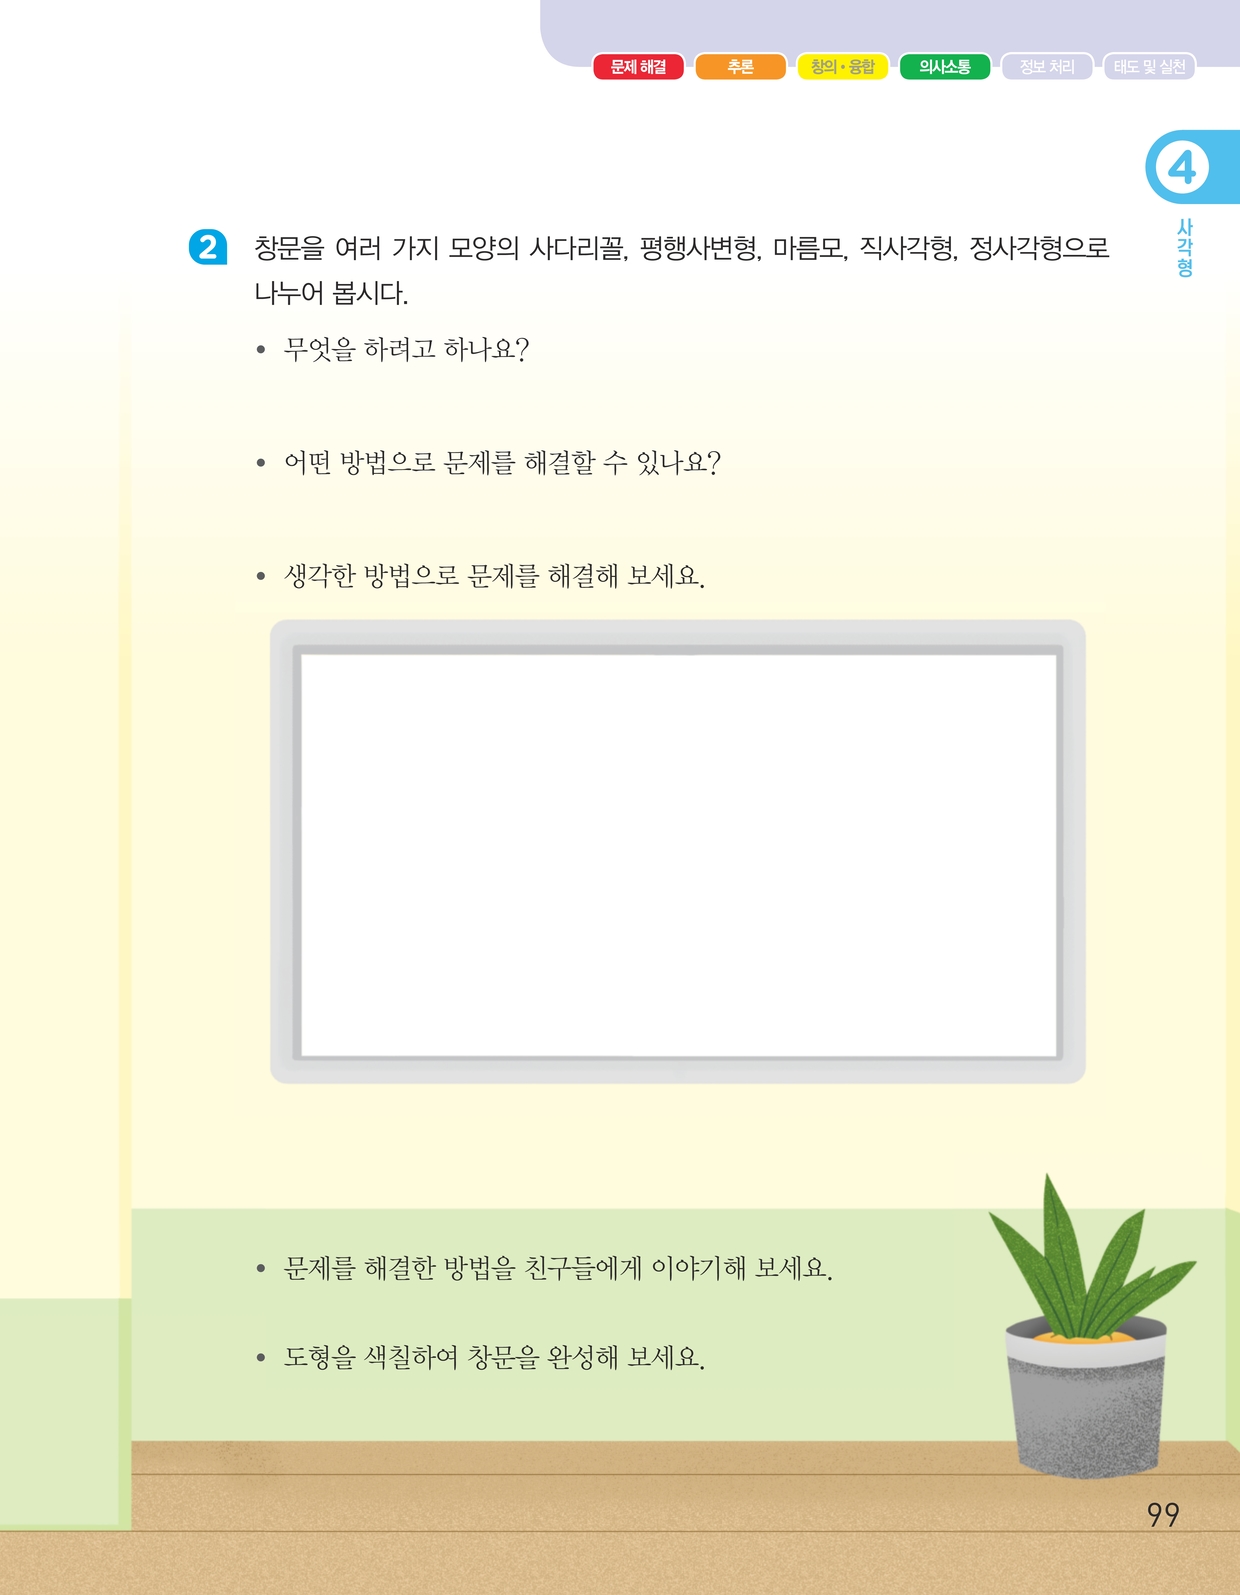 문제 해결 추론 창의·융합 의사소통 정보 처리 태도 및 실천
4
사각형
2 창문을 여러 가지 모양의 사다리꼴, 평행사변형, 마름모, 직사각형, 정사각형으로
나누어 봅시다.
• 무엇을 하려고 하나요?
• 어떤 방법으로 문제를 해결할 수 있나요?
• 생각한 방법으로 문제를 해결해 보세요.
• 문제를 해결한 방법을 친구들에게 이야기해 보세요.
• 도형을 색칠하여 창문을 완성해 보세요.
99